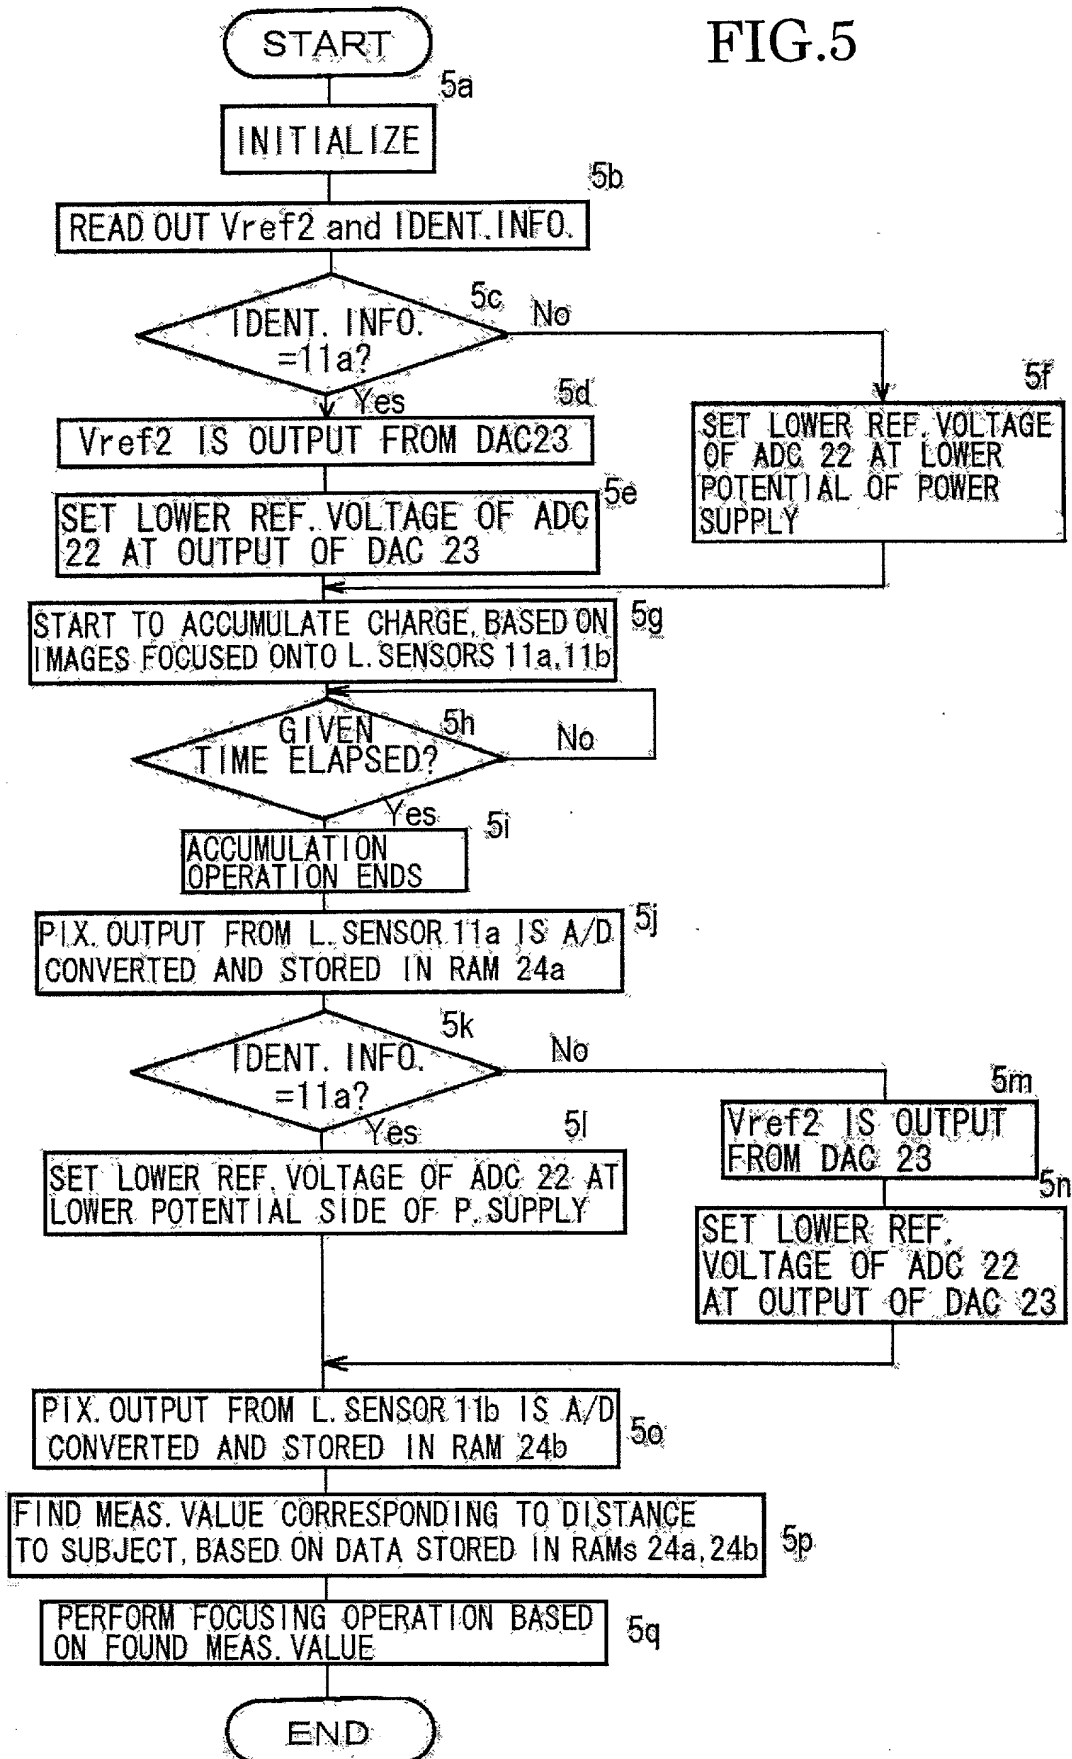 START
FIG.5
5a
INITIALIZE
5b
READ OUT Vref2 and IDENT.INFO.
5c
IDENT. INFO.
=11a?
No
Yes
5d
Vref2 IS OUTPUT FROM DAC23
5f
SET LOWER REF.VOLTAGE
OF ADC 22 AT LOWER
POTENTIAL OF POWER
SUPPLY
5e
SET LOWER REF.VOLTAGE OF ADC
22 AT OUTPUT OF DAC 23
5g
START TO ACCUMULATE CHARGE, BASED ON
IMAGES FOCUSED ONTO L.SENSORS 11a,11b
5h
GIVEN
TIME ELAPSED?
No
Yes
5i
ACCUMULATION
OPERATION ENDS
5j
PIX.OUTPUT FROM L.SENSOR 11a IS A/D
CONVERTED AND STORED IN RAM 24a
5k
IDENT. INFO.
=11a?
No
Yes
5l
SET LOWER REF.VOLTAGE OF ADC 22 AT
LOWER POTENTIAL SIDE OF P.SUPPLY
5m
Vref2 IS OUTPUT
FROM DAC 23
5n
SET LOWER REF.
VOLTAGE OF ADC 22
AT OUTPUT OF DAC 23
PIX.OUTPUT FROM L.SENSOR 11b IS A/D
CONVERTED AND STORED IN RAM 24b
5o
FIND MEAS.VALUE CORRESPONDING TO DISTANCE
TO SUBJECT, BASED ON DATA STORED IN RAMs 24a,24b
5p
PERFORM FOCUSING OPERATION BASED
ON FOUND MEAS.VALUE
5q
END